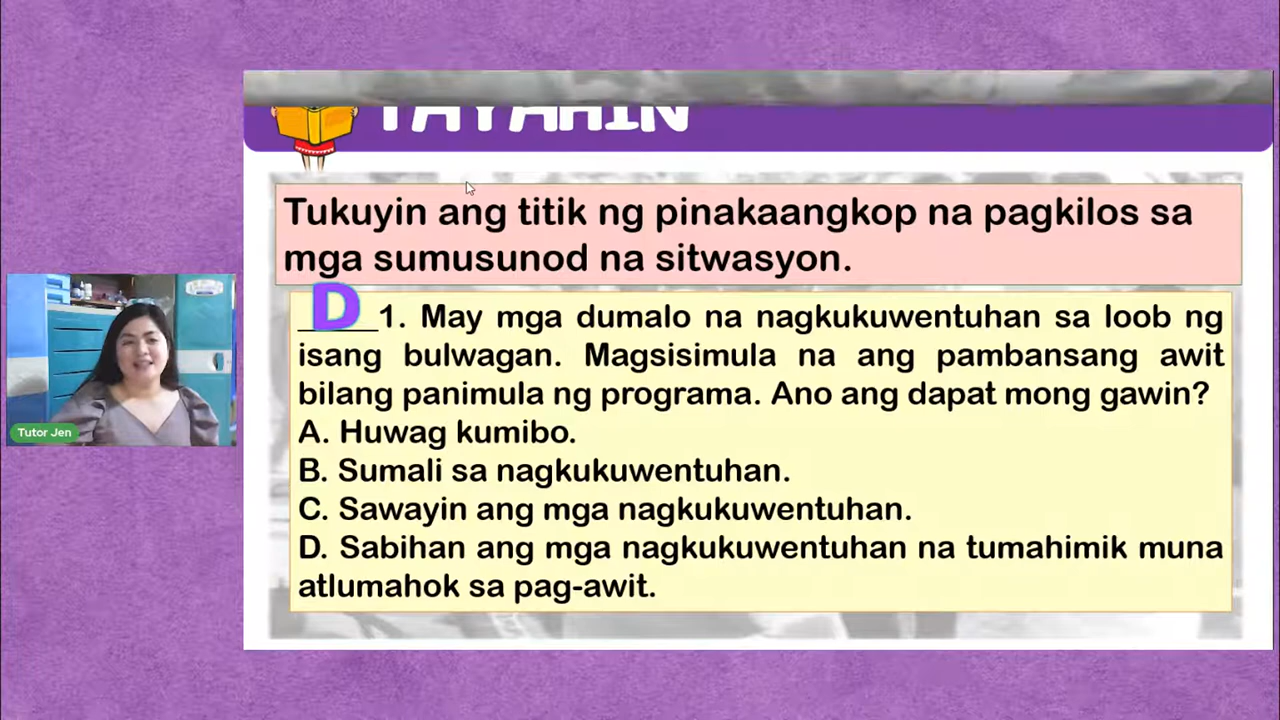 TAYAHIN
Tukuyin ang titik ng pinakaangkop na pagkilos sa
mga sumusunod na sitwasyon.
D 1. May mga dumalo na nagkukuwentuhan sa loob ng
isang bulwagan. Magsisimula na ang pambansang awit
bilang panimula ng programa. Ano ang dapat mong gawin?
A. Huwag kumibo.
B. Sumali sa nagkukuwentuhan.
C. Sawayin ang mga nagkukuwentuhan.
D. Sabihan ang mga nagkukuwentuhan na tumahimik muna
atlumahok sa pag-awit.
Tutor Jen